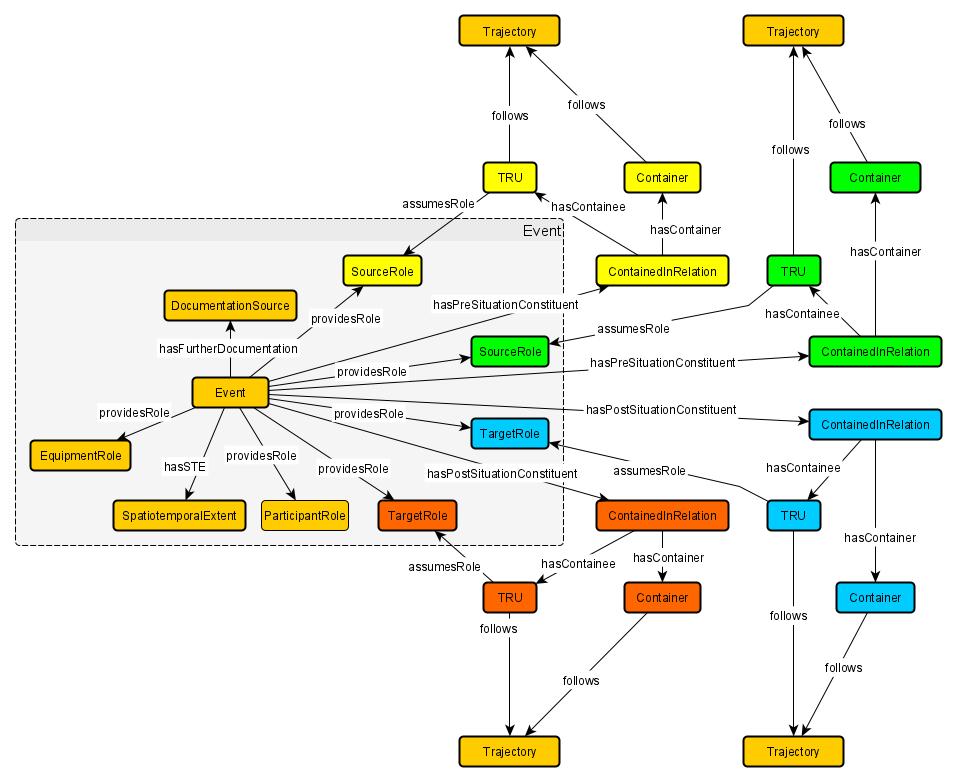 Trajectory
Trajectory
follows
follows
follows
follows
TRU
Container
Container
assumesRole
hasContainee
Event
hasContainer
hasContainer
SourceRole
ContainedInRelation
TRU
DocumentationSource
hasPreSituationConstituent
providesRole
hasContainee
assumesRole
hasFurtherDocumentation
SourceRole
ContainedInRelation
hasPreSituationConstituent
providesRole
Event
providesRole
providesRole
hasPostSituationConstituent
ContainedInRelation
TargetRole
EquipmentRole
providesRole
hasSTE
providesRole
hasPostSituationConstituent
assumesRole
hasContainee
SpatiotemporalExtent
ParticipantRole
TargetRole
ContainedInRelation
TRU
hasContainer
hasContainer
assumesRole
hasContainee
TRU
Container
Container
follows
follows
follows
follows
Trajectory
Trajectory